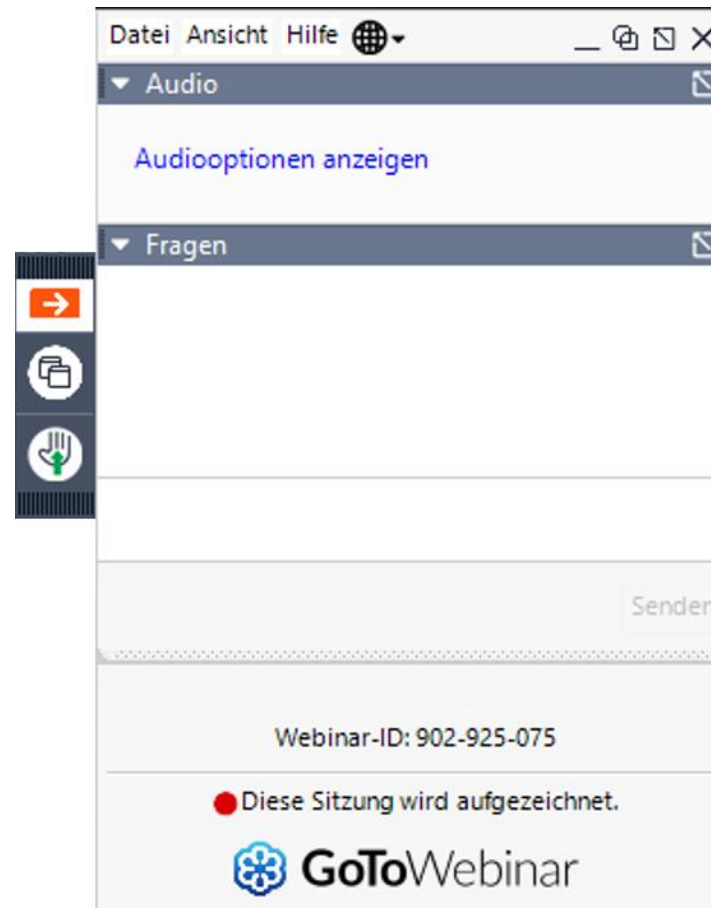 Datei Ansicht Hilfe
Audio
Audiooptionen anzeigen
Fragen
Senden
Webinar-ID: 902-925-075
Diese Sitzung wird aufgezeichnet.
GoToWebinar